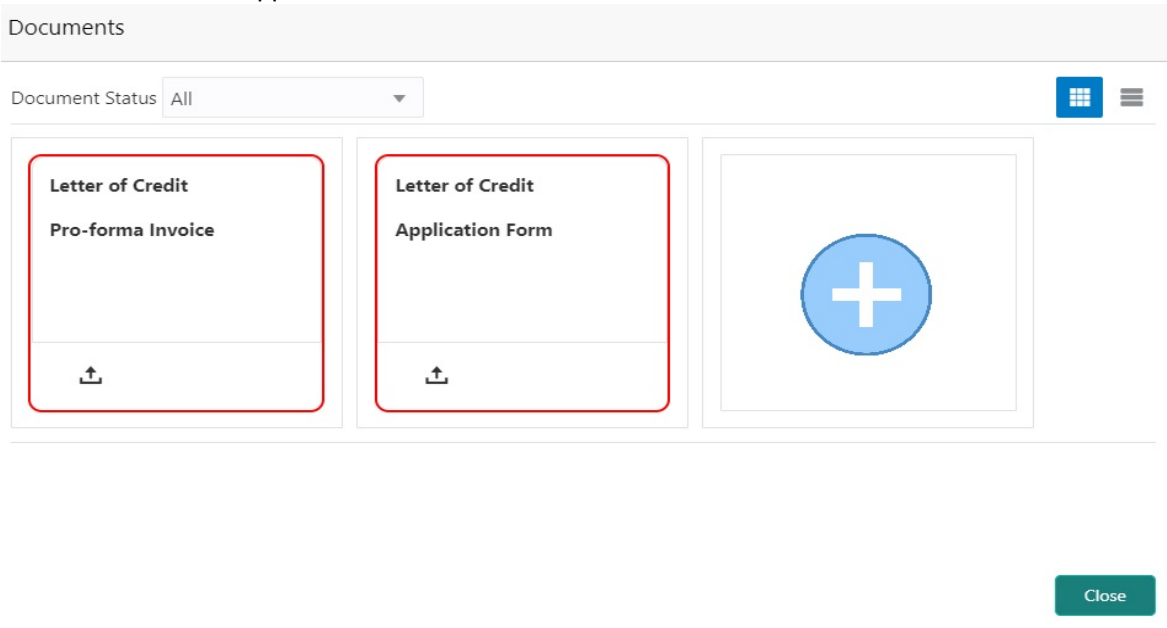 Documents
Document Status All
Letter of Credit
Pro-forma Invoice
Letter of Credit
Application Form
Close